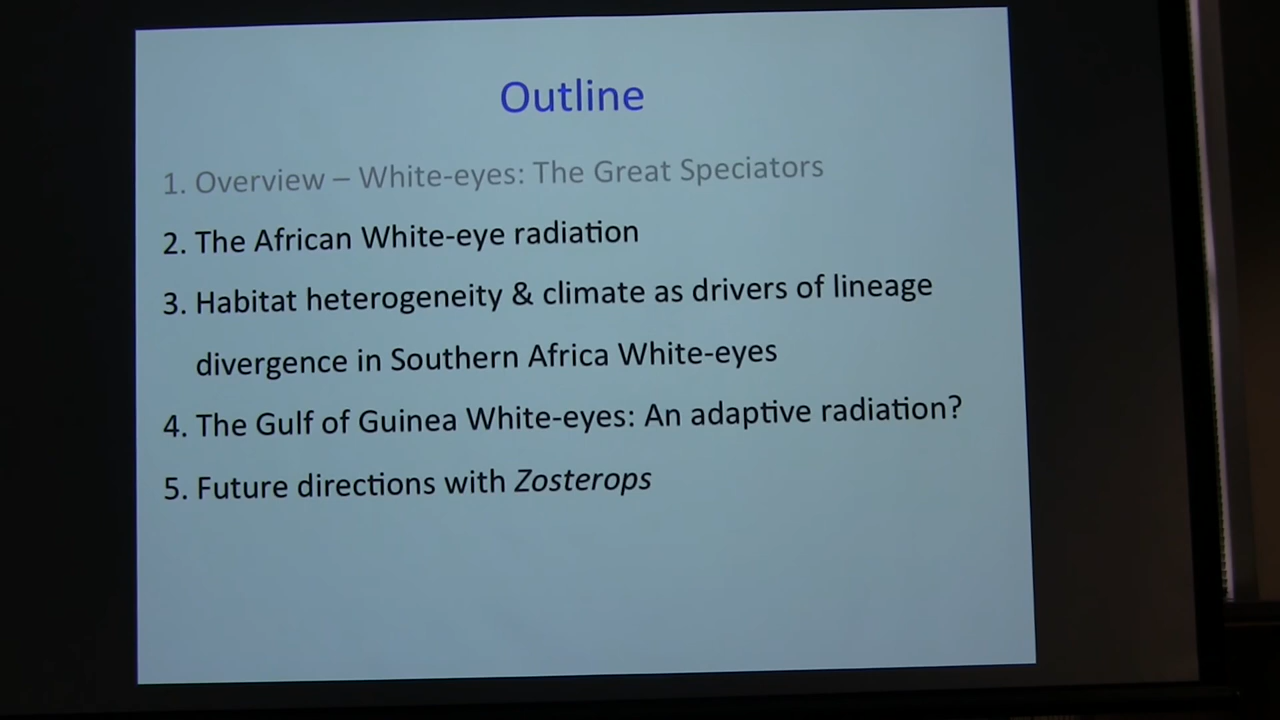 Outline
1. Overview – White-eyes: The Great Speciators
2. The African White-eye radiation
3. Habitat heterogeneity & climate as drivers of lineage
divergence in Southern Africa White-eyes
4. The Gulf of Guinea White-eyes: An adaptive radiation?
5. Future directions with Zosterops